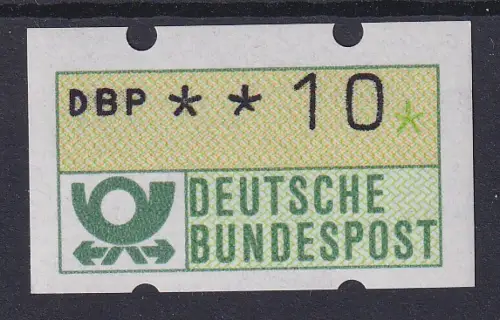 DBP * * 10*
DEUTSCHE
BUNDESPOST